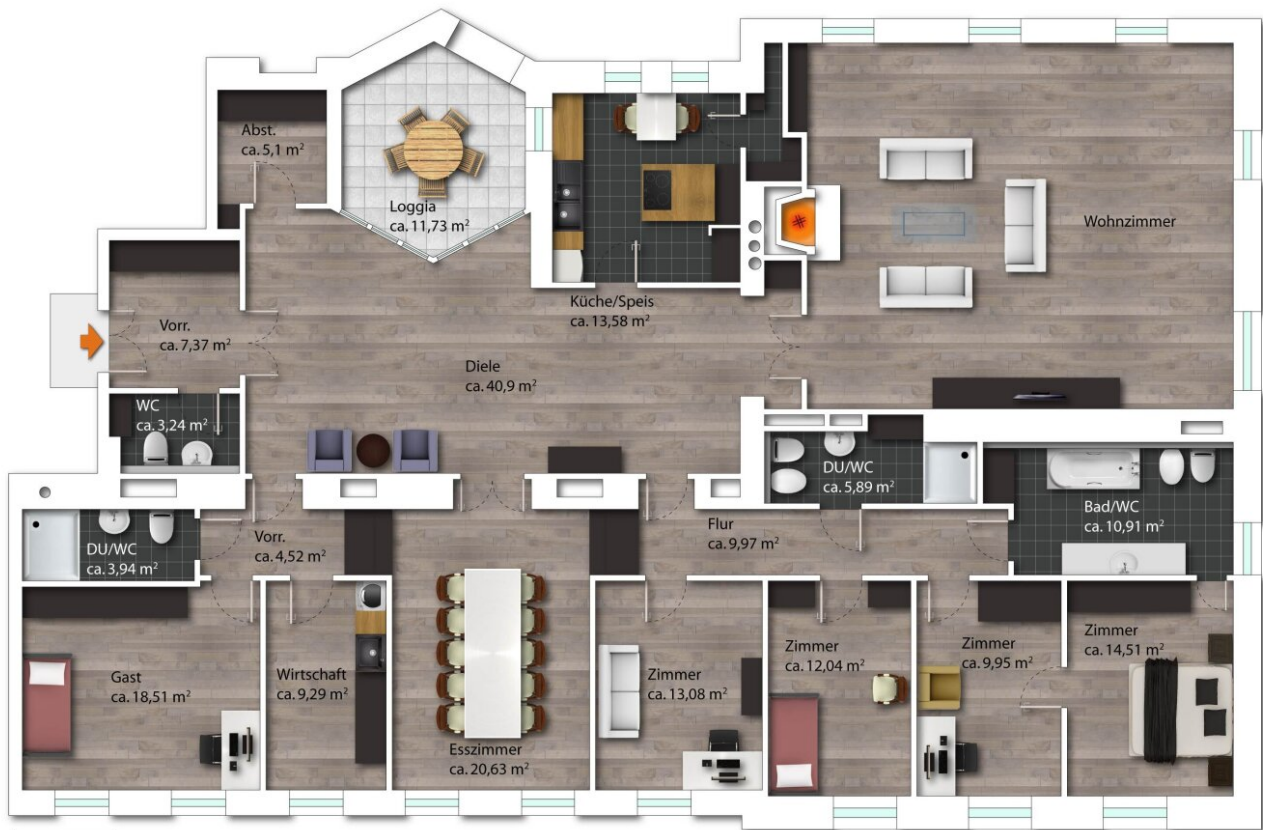 Abst.
ca. 5,1 m²
Loggia
ca. 11,73 m²
Wohnzimmer
Küche/Speis
ca. 13,58 m²
Vorr.
ca. 7,37 m²
Diele
ca. 40,9 m²
WC
ca. 3,24 m²
DU/WC
ca. 5,89 m²
Bad/WC
ca. 10,91 m²
DU/WC
ca. 3,94 m²
Vorr.
ca. 4,52 m²
Flur
ca. 9,97 m²
Gast
ca. 18,51 m²
Wirtschaft
ca. 9,29 m²
Esszimmer
ca. 20,63 m²
Zimmer
ca. 13,08 m²
Zimmer
ca. 12,04 m²
Zimmer
ca. 9,95 m²
Zimmer
ca. 14,51 m²